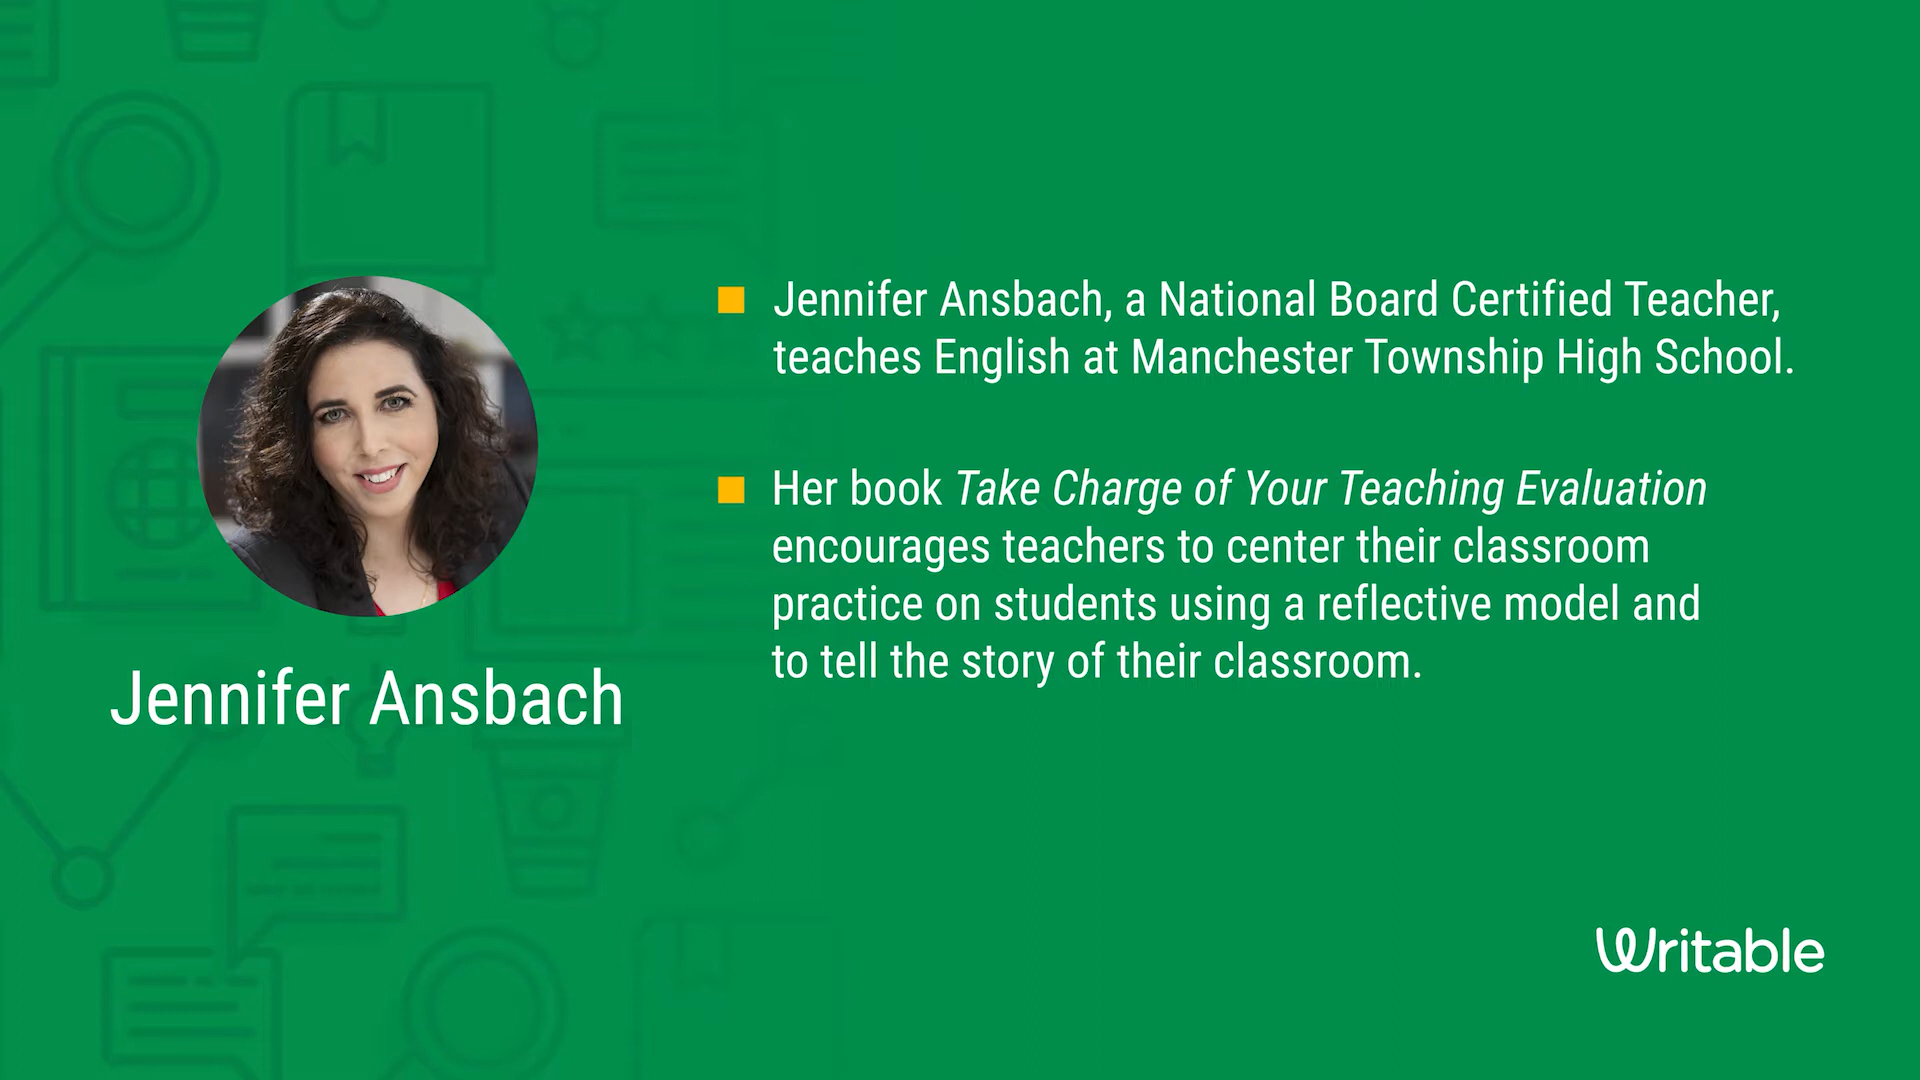 Jennifer Ansbach
Jennifer Ansbach, a National Board Certified Teacher,
teaches English at Manchester Township High School.
Her book Take Charge of Your Teaching Evaluation
encourages teachers to center their classroom
practice on students using a reflective model and
to tell the story of their classroom.
Writable